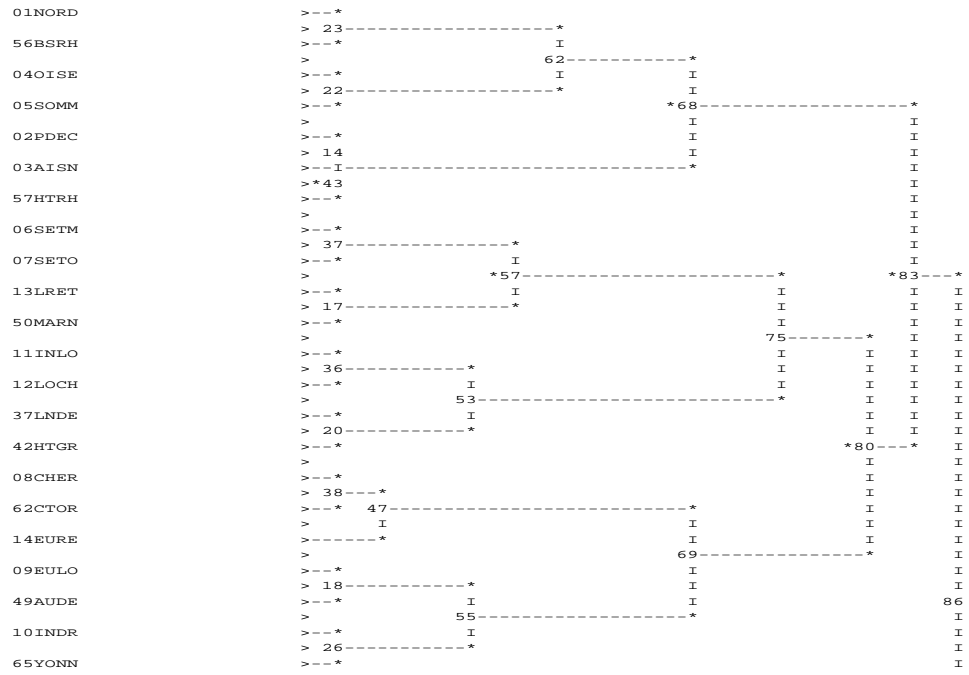 01NORD >---*
> 23-------------------*
56BSRH >---* I
> 62-----------*
04OISE >---* I I
> 22-------------------* I
05SOMM >---* *68-------------------*
> I I
02PDEC >---* I I
> 14 I I
03AISN >---I-------------------------------* I
>*43 I
57HTRH >---* I
> I
06SETM >---* I
> 37---------------* I
07SETO >---* I I
> *57-----------------------* *83---*
13LRET >---* I I I I
> 17---------------* I I I
50MARN >---* I I I
> 75-------* I I
11INLO >---* I I I I
> 36-----------* I I I I
12LOCH >---* I I I I I
> 53---------------------------* I I I
37LNDE >---* I I I I
> 20-----------* I I I
42HTGR >---* *80---* I
> I I
08CHER >---* I I
> 38---* I I
62CTOR >---* 47---------------------------* I I
> I I I I
14EURE >-------* I I I
> 69---------------* I
09EULO >---* I I
> 18-----------* I I
49AUDE >---* I I 86
> 55-------------------* I
10INDR >---* I I
> 26-----------* I
65YONN >---* I